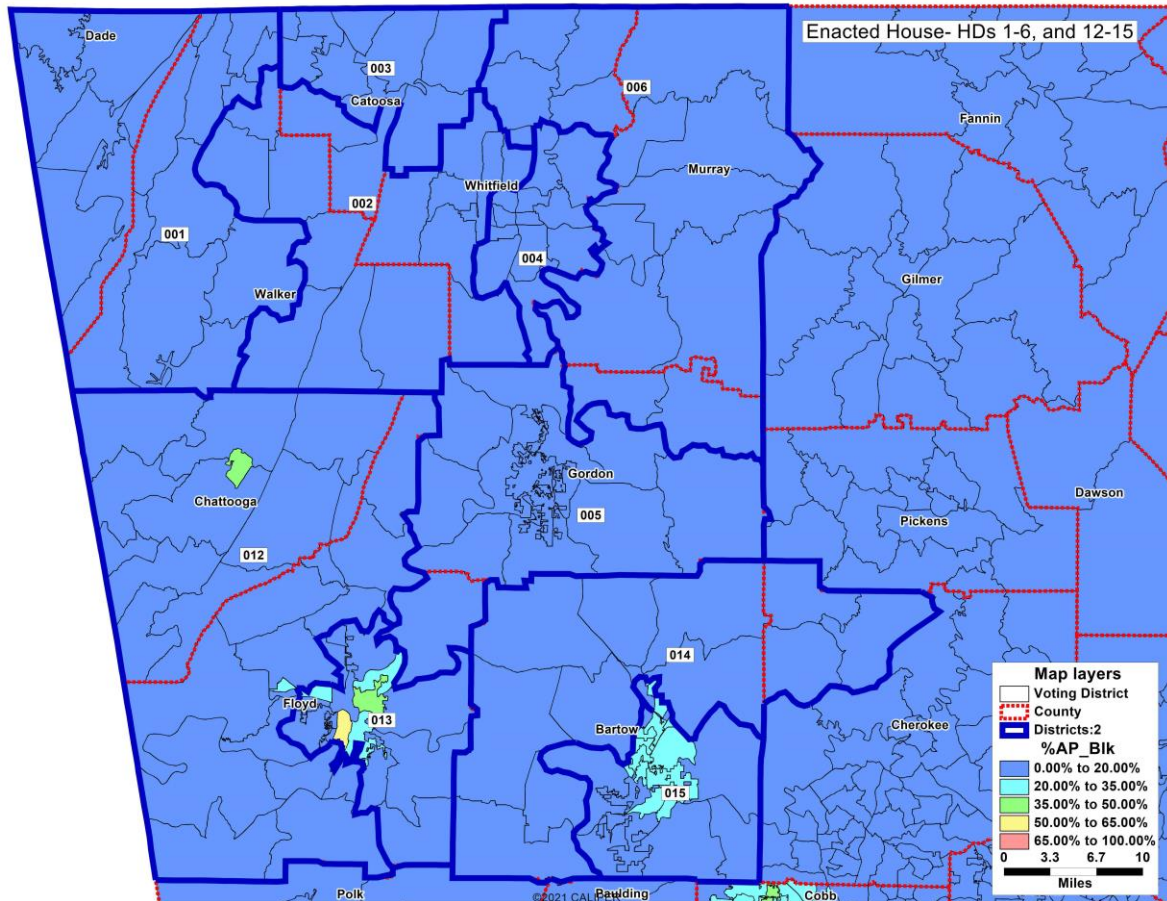 Enacted House- HDs 1-6, and 12-15
Dade
003
Catoosa
006
Fannin
Murray
Whitfield
002
001
004
Walker
Gilmer
Gordon
Chattooga
005
Dawson
Pickens
012
014
Floyd
013
Bartow
Cherokee
015
Map layers
Voting District
County
Districts:2
%AP_Blk
0.00% to 20.00%
20.00% to 35.00%
35.00% to 50.00%
50.00% to 65.00%
65.00% to 100.00%
0 3.3 6.7 10
Miles
Polk
©2021 CALIPER
Paulding
Cobb